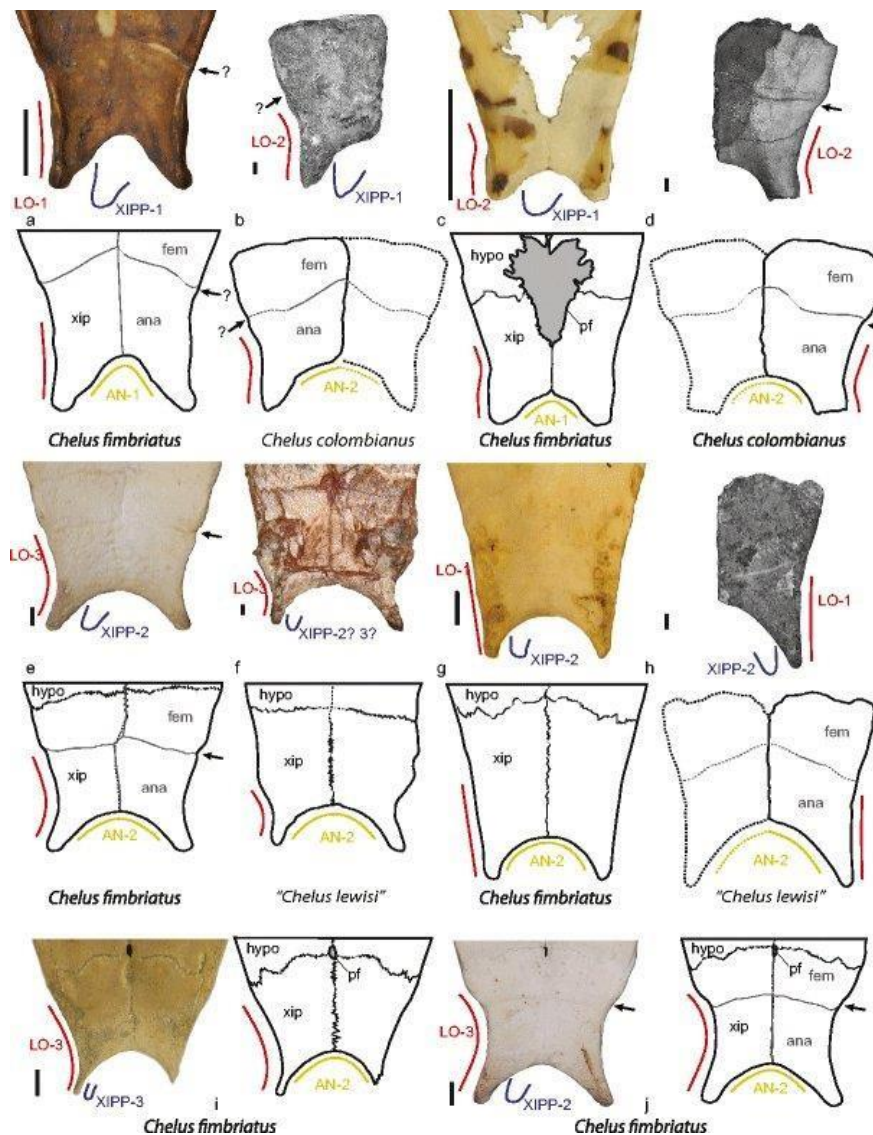 ?
?
LO-1
XIPP-1
LO-2
XIPP-1
LO-2
XIPP-1
LO-2
a
b
c
d
fem
?
xip
ana
AN-1
fem
?
ana
AN-2
hypo
xip
pf
AN-1
fem
ana
AN-2
Chelus fimbriatus
Chelus colombianus
Chelus fimbriatus
Chelus colombianus
LO-3
XIPP-2
LO-3
XIPP-2? 3?
LO-1
XIPP-2
LO-1
XIPP-2
e
f
g
h
hypo
fem
xip
ana
AN-2
hypo
xip
AN-2
hypo
xip
AN-2
fem
ana
AN-2
Chelus fimbriatus
"Chelus lewisi"
Chelus fimbriatus
"Chelus lewisi"
LO-3
XIPP-3
hypo
pf
xip
AN-2
LO-3
XIPP-2
hypo
pf
fem
xip
ana
AN-2
i
j
Chelus fimbriatus
Chelus fimbriatus